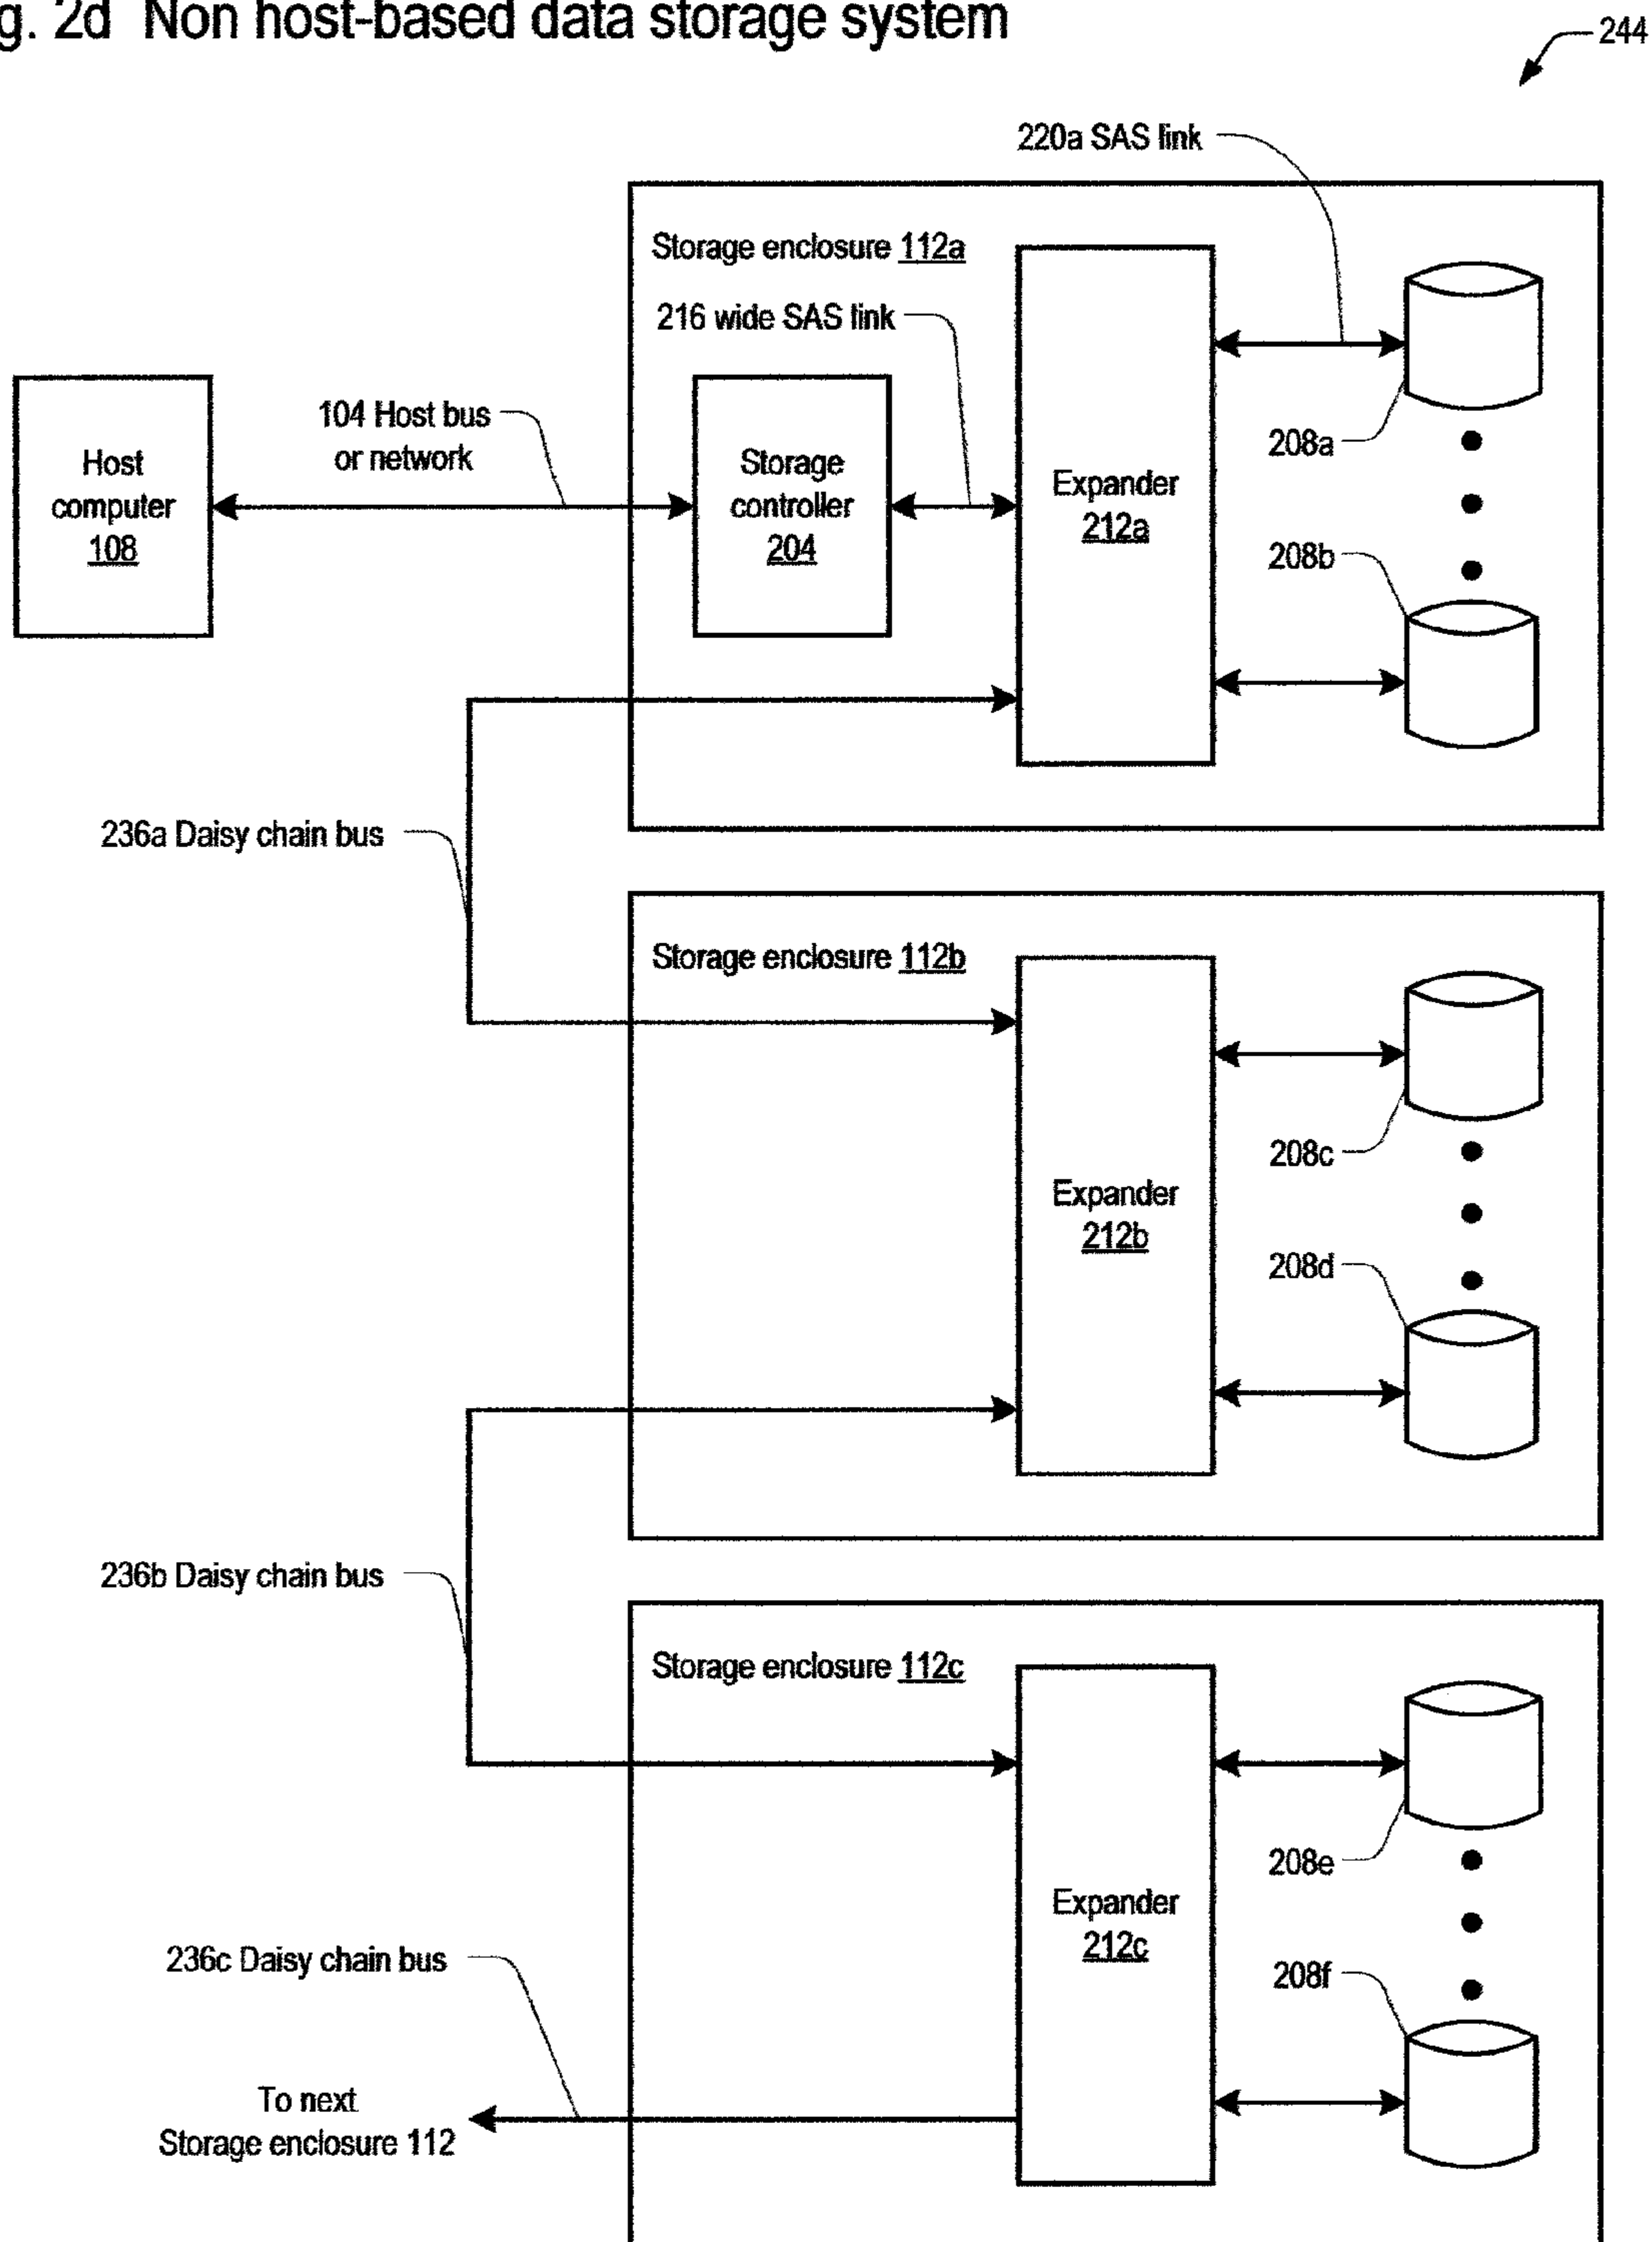 g. 2d Non host-based data storage system
244
220a SAS link
Storage enclosure 112a
216 wide SAS link
104 Host bus
or network
Host
computer
108
Storage
controller
204
Expander
212a
208a
208b
236a Daisy chain bus
Storage enclosure 112b
Expander
212b
208c
208d
236b Daisy chain bus
Storage enclosure 112c
Expander
212c
208e
208f
236c Daisy chain bus
To next
Storage enclosure 112